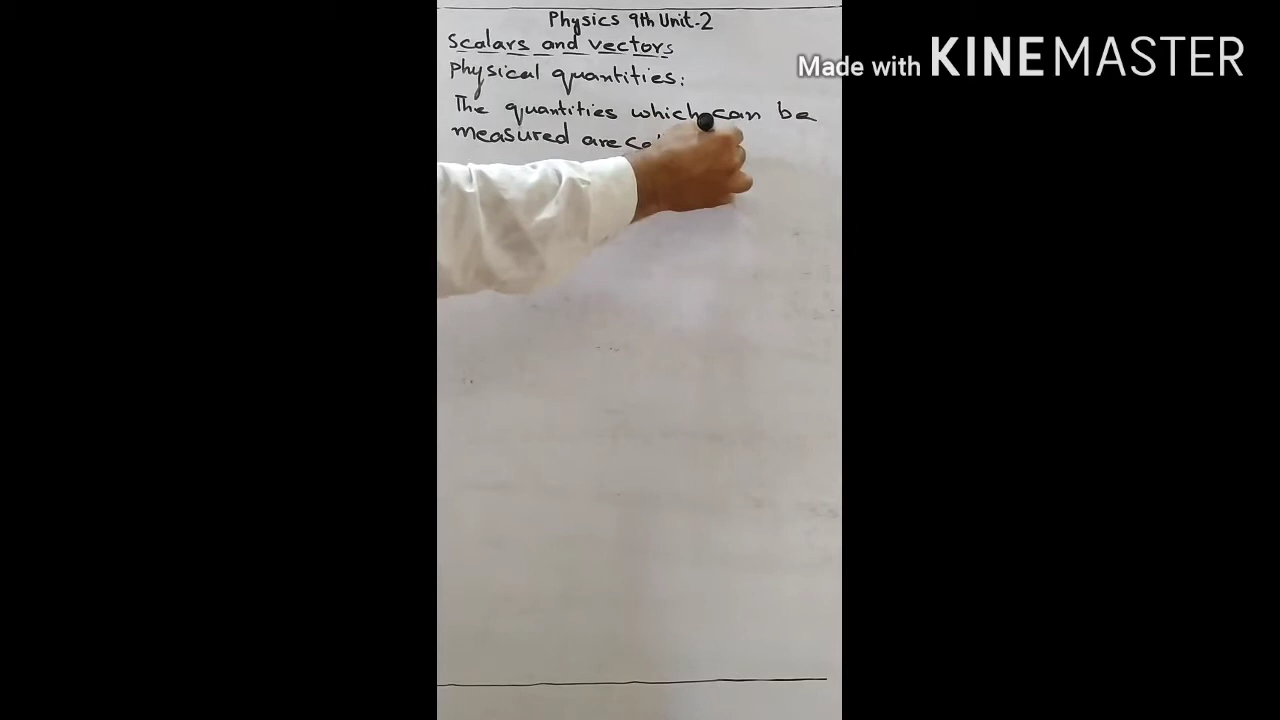 Physics 9th Unit-2
Scalars and vectors
Made with KINEMASTER
Physical quantities:
The quantities which can be
measured are